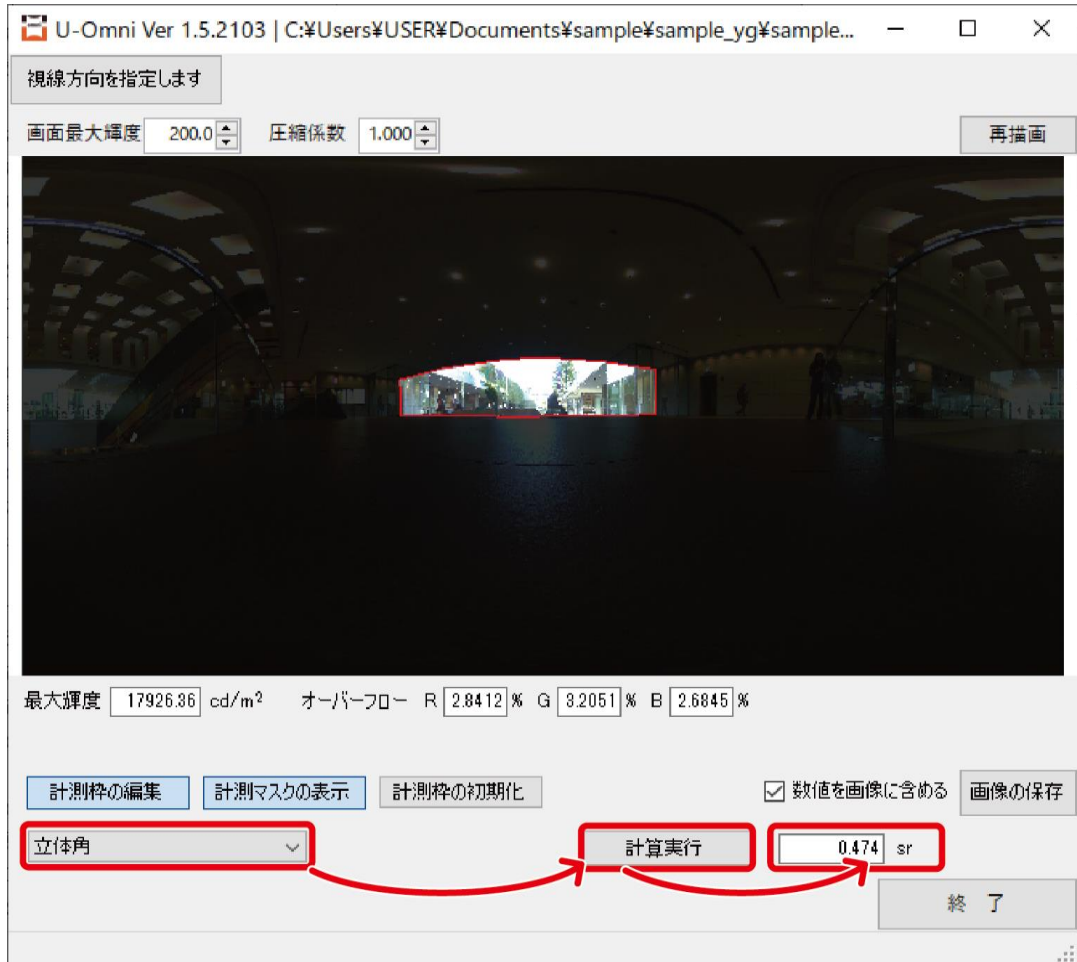 U-Omni Ver 1.5.2103 | C:¥Users¥USER¥Documents¥sample¥sample_yg¥sample...
視線方向を指定します
画面最大輝度 200.0 圧縮係数 1.000 再描画
最大輝度 17926.36 cd/m² オーバーフロー R 2.8412 % G 3.2051 % B 2.6845 %
計測枠の編集 計測マスクの表示 計測枠の初期化 数値を画像に含める 画像の保存
立体角 計算実行 0.474 sr
終 了